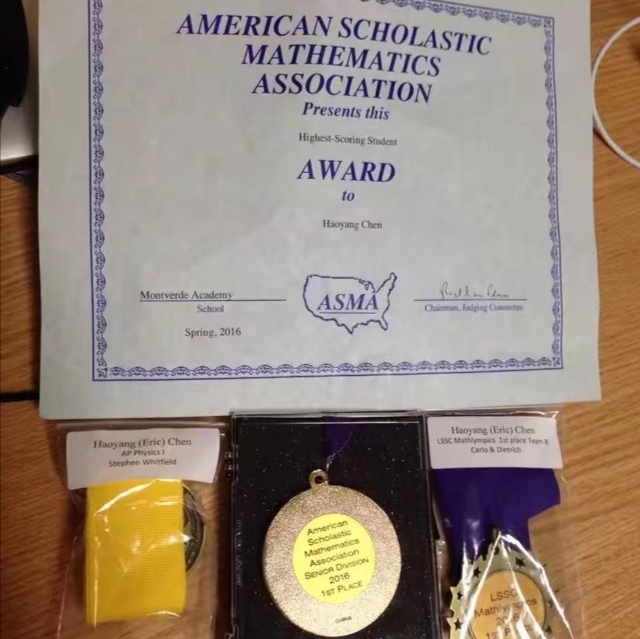 AMERICAN SCHOLASTIC
MATHEMATICS
ASSOCIATION
Presents this
Highest-Scoring Student
AWARD
to
Haoyang Chen
Montverde Academy
School
Spring, 2016
ASMA
Chairman, Judging Committee
Haoyang (Eric) Chen
AP Physics I
Stephen Whitfield
American
Scholastic
Mathematics
Association
SENIOR DIVISION
2016
1ST PLACE
Haoyang (Eric) Chen
LSSC Mathlympics 1st place Team B
Carlo & Dietrich
LSSC
Mathlympics